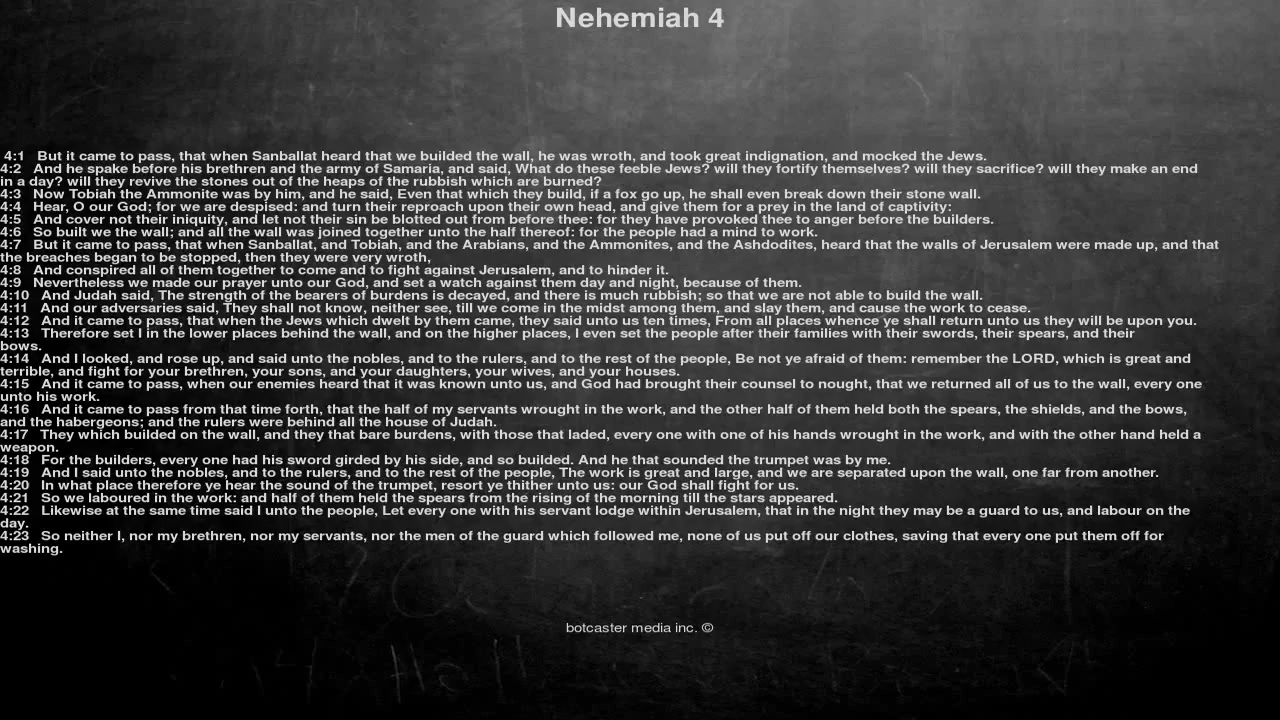 Nehemiah 4
4:1 But it came to pass, that when Sanballat heard that we builded the wall, he was wroth, and took great indignation, and mocked the Jews.
4:2 And he spake before his brethren and the army of Samaria, and said, What do these feeble Jews? will they fortify themselves? will they sacrifice? will they make an end
in a day? will they revive the stones out of the heaps of the rubbish which are burned?
4:3 Now Tobiah the Ammonite was by him, and he said, Even that which they build, if a fox go up, he shall even break down their stone wall.
4:4 Hear, O our God; for we are despised: and turn their reproach upon their own head, and give them for a prey in the land of captivity:
4:5 And cover not their iniquity, and let not their sin be blotted out from before thee: for they have provoked thee to anger before the builders.
4:6 So built we the wall; and all the wall was joined together unto the half thereof: for the people had a mind to work.
4:7 But it came to pass, that when Sanballat, and Tobiah, and the Arabians, and the Ammonites, and the Ashdodites, heard that the walls of Jerusalem were made up, and that
the breaches began to be stopped, then they were very wroth,
4:8 And conspired all of them together to come and to fight against Jerusalem, and to hinder it.
4:9 Nevertheless we made our prayer unto our God, and set a watch against them day and night, because of them.
4:10 And Judah said, The strength of the bearers of burdens is decayed, and there is much rubbish; so that we are not able to build the wall.
4:11 And our adversaries said, They shall not know, neither see, till we come in the midst among them, and slay them, and cause the work to cease.
4:12 And it came to pass, that when the Jews which dwelt by them came, they said unto us ten times, From all places whence ye shall return unto us they will be upon you.
4:13 Therefore set I in the lower places behind the wall, and on the higher places, I even set the people after their families with their swords, their spears, and their
bows.
4:14 And I looked, and rose up, and said unto the nobles, and to the rulers, and to the rest of the people, Be not ye afraid of them: remember the LORD, which is great and
terrible, and fight for your brethren, your sons, and your daughters, your wives, and your houses.
4:15 And it came to pass, when our enemies heard that it was known unto us, and God had brought their counsel to nought, that we returned all of us to the wall, every one
unto his work.
4:16 And it came to pass from that time forth, that the half of my servants wrought in the work, and the other half of them held both the spears, the shields, and the bows,
and the habergeons; and the rulers were behind all the house of Judah.
4:17 They which builded on the wall, and they that bare burdens, with those that laded, every one with one of his hands wrought in the work, and with the other hand held a
weapon.
4:18 For the builders, every one had his sword girded by his side, and so builded. And he that sounded the trumpet was by me.
4:19 And I said unto the nobles, and to the rulers, and to the rest of the people, The work is great and large, and we are separated upon the wall, one far from another.
4:20 In what place therefore ye hear the sound of the trumpet, resort ye thither unto us: our God shall fight for us.
4:21 So we laboured in the work: and half of them held the spears from the rising of the morning till the stars appeared.
4:22 Likewise at the same time said I unto the people, Let every one with his servant lodge within Jerusalem, that in the night they may be a guard to us, and labour on the
day.
4:23 So neither I, nor my brethren, nor my servants, nor the men of the guard which followed me, none of us put off our clothes, saving that every one put them off for
washing.
botcaster media inc. ©